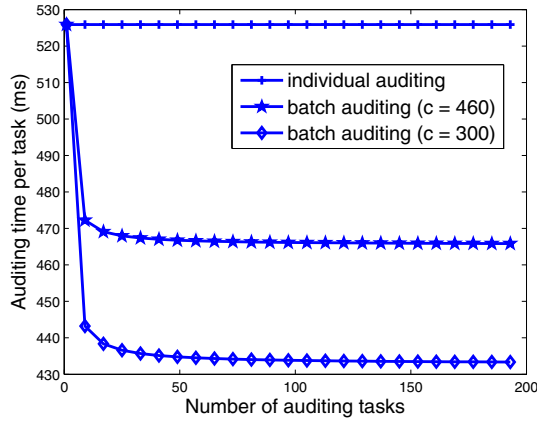 530
520
510
500
490
480
470
460
450
440
430
Auditing time per task (ms)
individual auditing
batch auditing (c = 460)
batch auditing (c = 300)
0 50 100 150 200
Number of auditing tasks